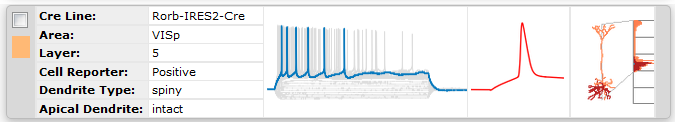 Cre Line: Rorb-IRES2-Cre
Area: VISp
Layer: 5
Cell Reporter: Positive
Dendrite Type: spiny
Apical Dendrite: intact